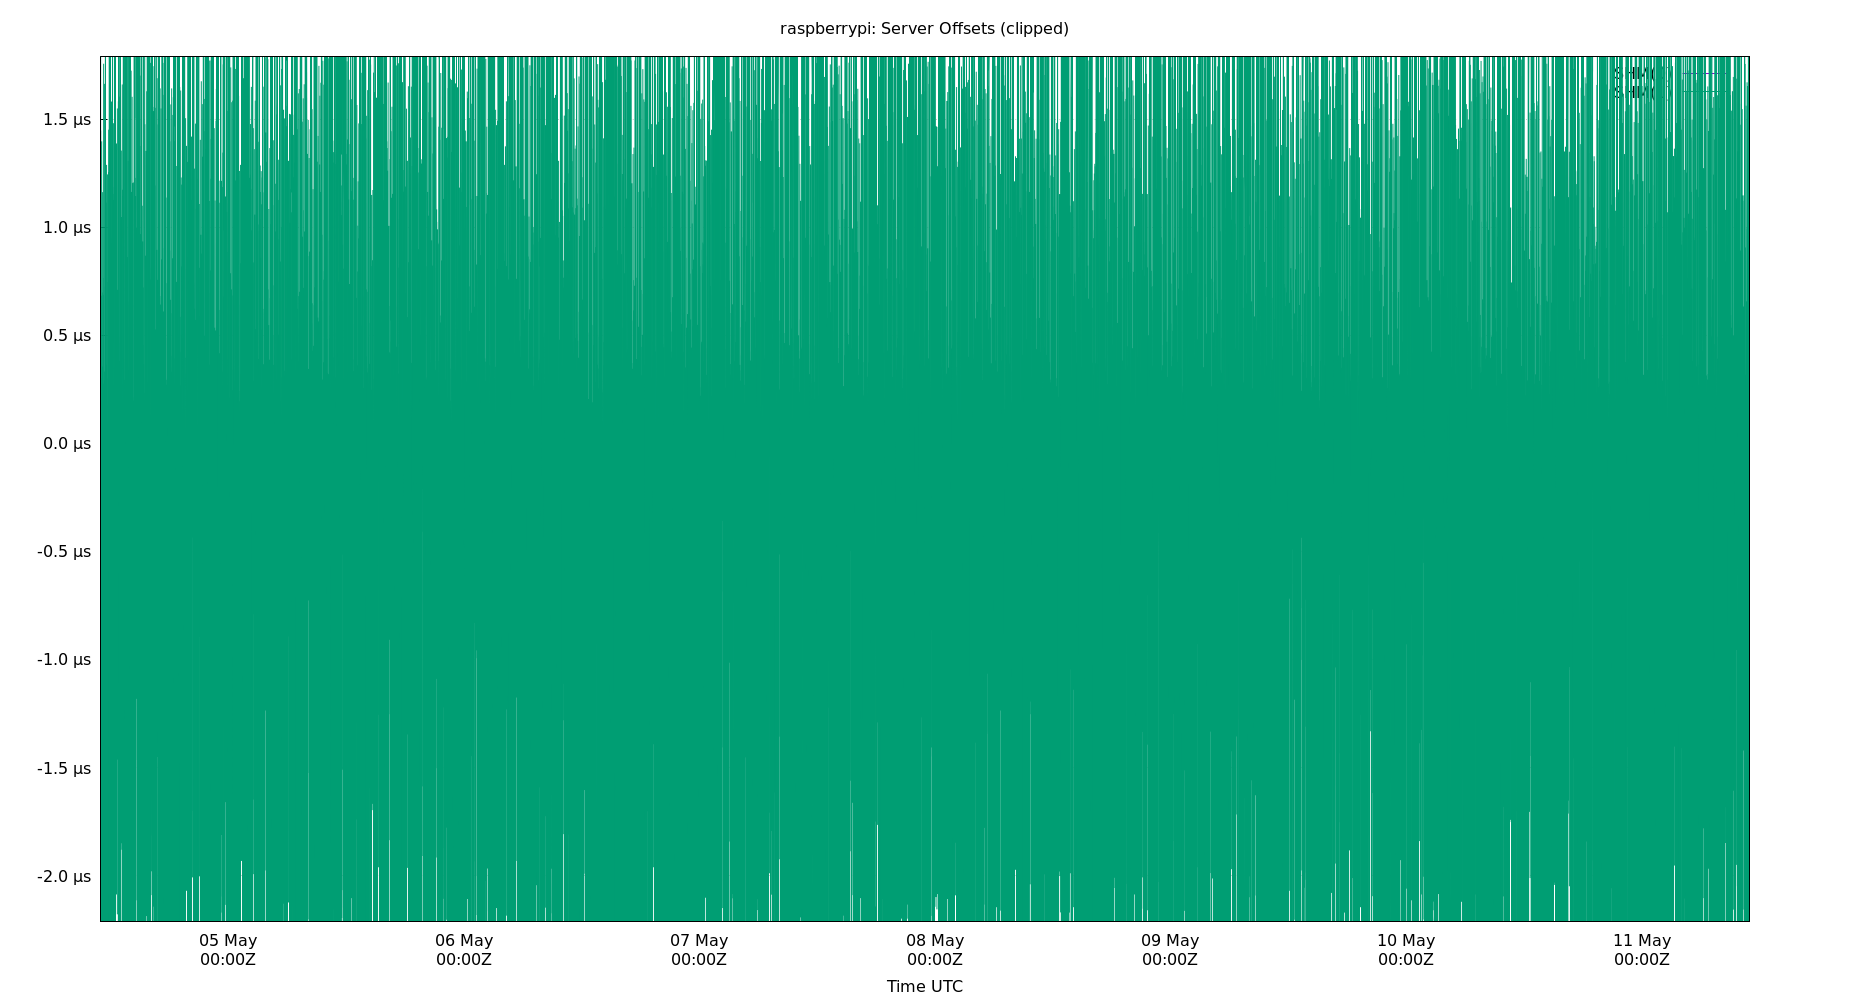 raspberrypi: Server Offsets (clipped)
1.5 µs
1.0 µs
0.5 µs
0.0 µs
-0.5 µs
-1.0 µs
-1.5 µs
-2.0 µs
05 May
00:00Z
06 May
00:00Z
07 May
00:00Z
08 May
00:00Z
09 May
00:00Z
10 May
00:00Z
11 May
00:00Z
Time UTC